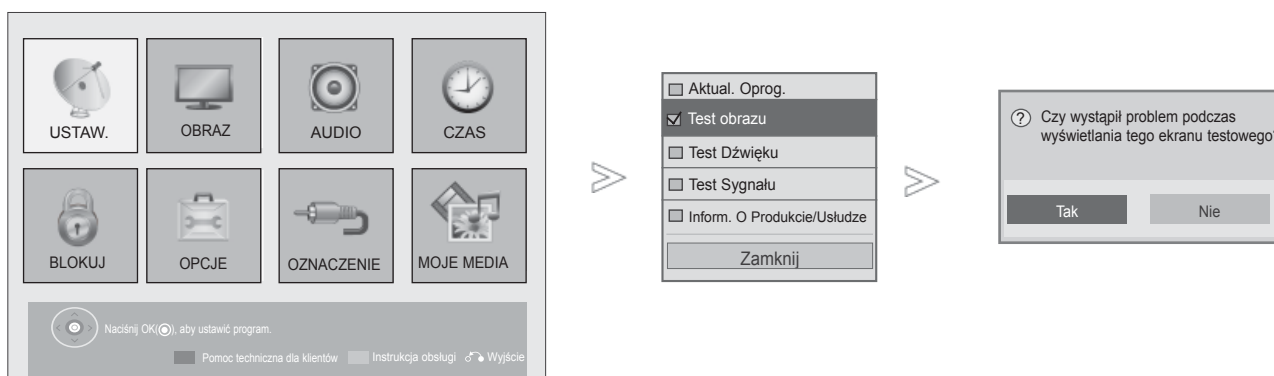 USTAW.
OBRAZ
AUDIO
CZAS
BLOKUJ
OPCJE
OZNACZENIE
MOJE MEDIA
Naciśnij OK(◉), aby ustawić program.
Pomoc techniczna dla klientów Instrukcja obsługi Wyjście
Aktual. Oprog.
Test obrazu
Test Dźwięku
Test Sygnału
Inform. O Produkcie/Usłudze
Zamknij
Czy wystąpił problem podczas
wyświetlania tego ekranu testowego?
Tak
Nie